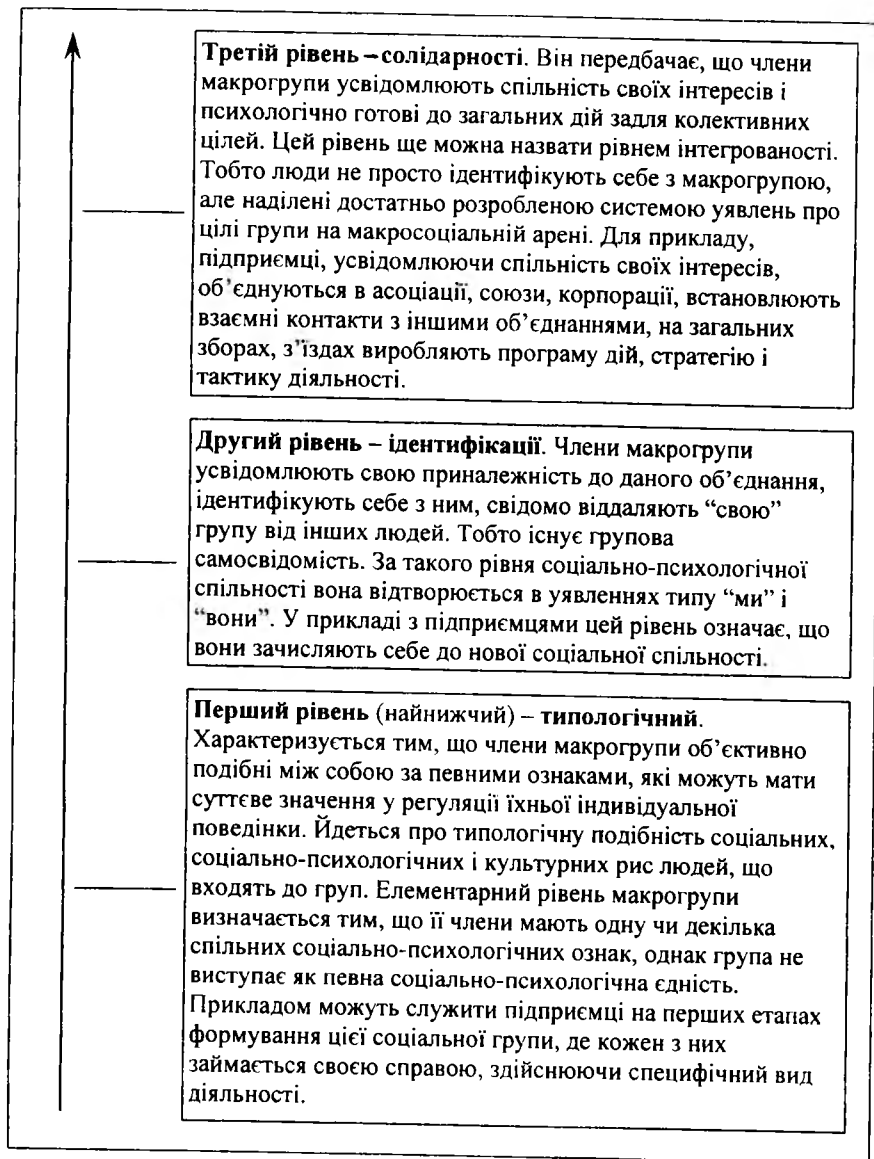 Третій рівень – солідарності. Він передбачає, що члени
макрогрупи усвідомлюють спільність своїх інтересів і
психологічно готові до загальних дій задля колективних
цілей. Цей рівень ще можна назвати рівнем інтегрованості.
Тобто люди не просто ідентифікують себе з макрогрупою,
але наділені достатньо розробленою системою уявлень про
цілі групи на макросоціальній арені. Для прикладу,
підприємці, усвідомлюючи спільність своїх інтересів,
об’єднуються в асоціації, союзи, корпорації, встановлюють
взаємні контакти з іншими об’єднаннями, на загальних
зборах, з’їздах виробляють програму дій, стратегію і
тактику діяльності.
Другий рівень – ідентифікації. Члени макрогрупи
усвідомлюють свою приналежність до даного об’єднання,
ідентифікують себе з ним, свідомо віддаляють “свою”
групу від інших людей. Тобто існує групова
самосвідомість. За такого рівня соціально-психологічної
спільності вона відтворюється в уявленнях типу “ми” і
“вони”. У прикладі з підприємцями цей рівень означає, що
вони зачисляють себе до нової соціальної спільності.
Перший рівень (найнижчий) – типологічний.
Характеризується тим, що члени макрогрупи об’єктивно
подібні між собою за певними ознаками, які можуть мати
суттєве значення у регуляції їхньої індивідуальної
поведінки. Йдеться про типологічну подібність соціальних,
соціально-психологічних і культурних рис людей, що
входять до груп. Елементарний рівень макрогрупи
визначається тим, що її члени мають одну чи декілька
спільних соціально-психологічних ознак, однак група не
виступає як певна соціально-психологічна єдність.
Прикладом можуть служити підприємці на перших етапах
формування цієї соціальної групи, де кожен з них
займається своєю справою, здійснюючи специфічний вид
діяльності.